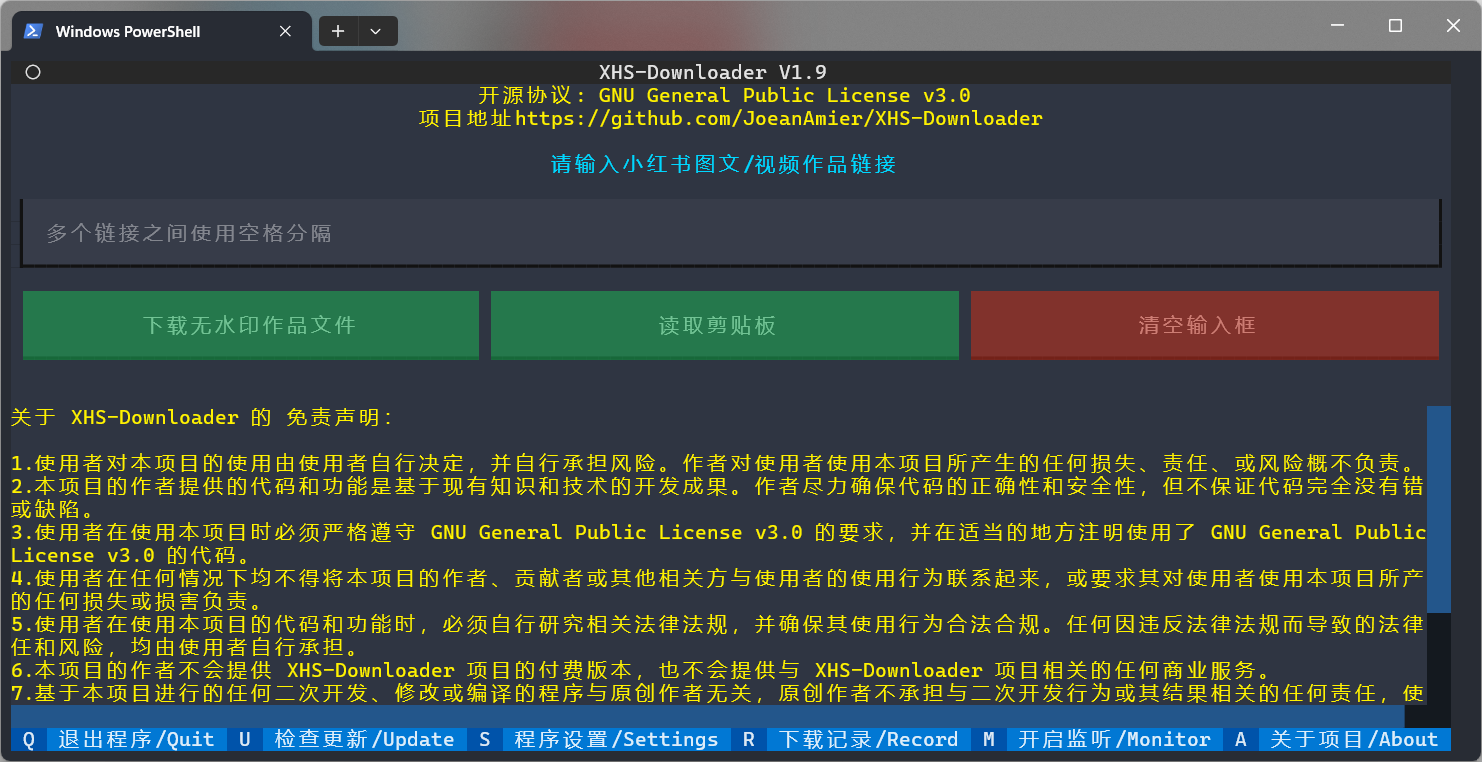 Windows PowerShell
XHS-Downloader V1.9
开源协议: GNU General Public License v3.0
项目地址https://github.com/JoeanAmier/XHS-Downloader
请输入小红书图文/视频作品链接
多个链接之间使用空格分隔
下载无水印作品文件 读取剪贴板 清空输入框
关于 XHS-Downloader 的 免责声明:
1.使用者对本项目的使用由使用者自行决定，并自行承担风险。作者对使用者使用本项目所产生的任何损失、责任、或风险概不负责。
2.本项目的作者提供的代码和功能是基于现有知识和技术的开发成果。作者尽力确保代码的正确性和安全性，但不保证代码完全没有错
或缺陷。
3.使用者在使用本项目时必须严格遵守 GNU General Public License v3.0 的要求，并在适当的地方注明使用了 GNU General Public
License v3.0 的代码。
4.使用者在任何情况下均不得将本项目的作者、贡献者或其他相关方与使用者的使用行为联系起来，或要求其对使用者使用本项目所产
的任何损失或损害负责。
5.使用者在使用本项目的代码和功能时，必须自行研究相关法律法规，并确保其使用行为合法合规。任何因违反法律法规而导致的法律
任和风险，均由使用者自行承担。
6.本项目的作者不会提供 XHS-Downloader 项目的付费版本，也不会提供与 XHS-Downloader 项目相关的任何商业服务。
7.基于本项目进行的任何二次开发、修改或编译的程序与原创作者无关，原创作者不承担与二次开发行为或其结果相关的任何责任，使
Q 退出程序/Quit U 检查更新/Update S 程序设置/Settings R 下载记录/Record M 开启监听/Monitor A 关于项目/About